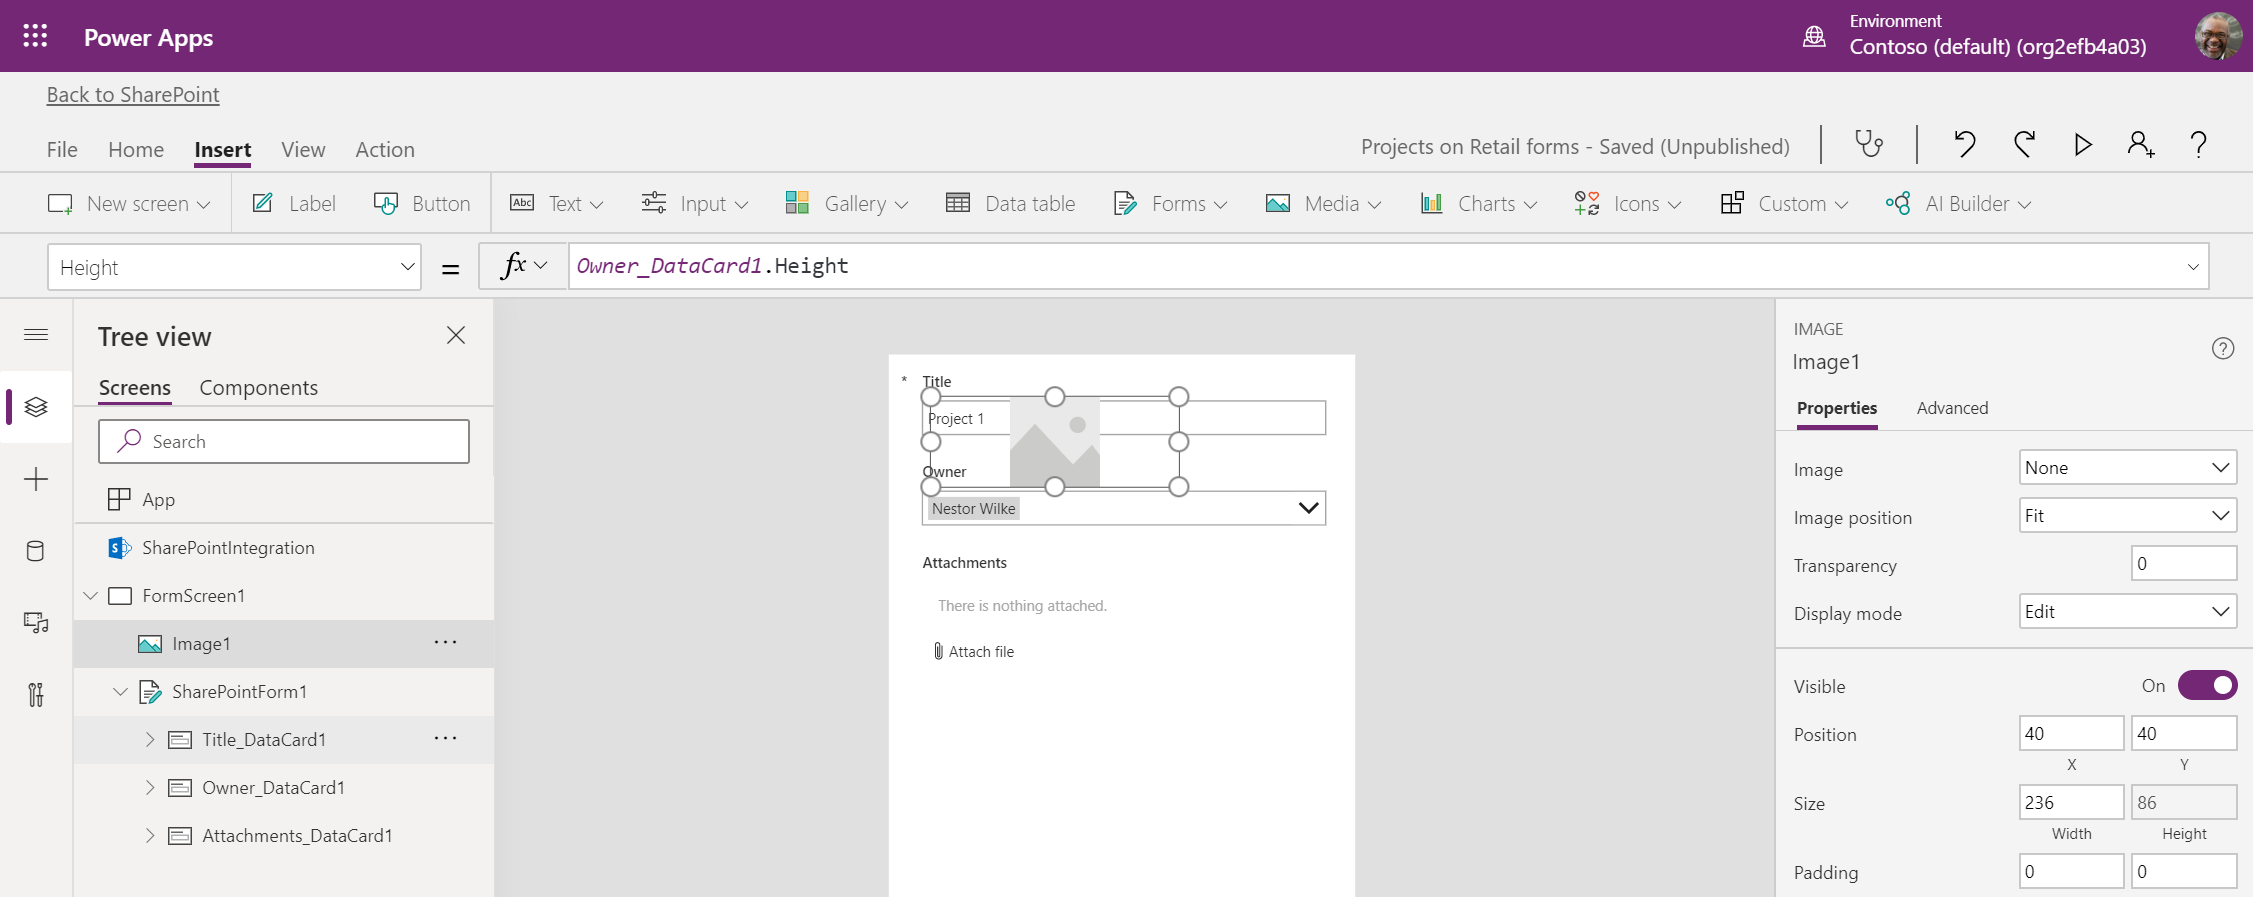 Power Apps
Environment
Contoso (default) (org2efb4a03)
Back to SharePoint
File Home Insert View Action
Projects on Retail forms - Saved (Unpublished)
New screen Label Button Abc Text Input Gallery Data table Forms Media Charts Icons Custom AI Builder
Height = fx Owner_DataCard1.Height
Tree view
Screens Components
Search
App
SharePointIntegration
FormScreen1
Image1 ...
SharePointForm1
Title_DataCard1 ...
Owner_DataCard1
Attachments_DataCard1
* Title
Project 1
Owner
Nestor Wilke
Attachments
There is nothing attached.
Attach file
IMAGE
Image1
Properties Advanced
Image None
Image position Fit
Transparency 0
Display mode Edit
Visible On
Position 40 40
X Y
Size 236 86
Width Height
Padding 0 0